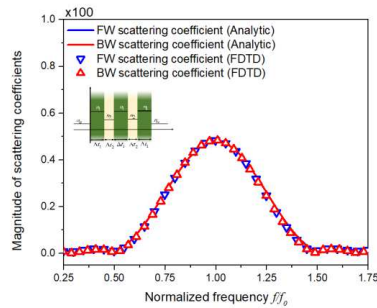 x100
1.0
FW scattering coefficient (Analytic)
BW scattering coefficient (Analytic)
FW scattering coefficient (FDTD)
BW scattering coefficient (FDTD)
0.8
0.6
0.4
0.2
0.0
Magnitude of scattering coefficients
0.25 0.50 0.75 1.00 1.25 1.50 1.75
Normalized frequency f/f₀